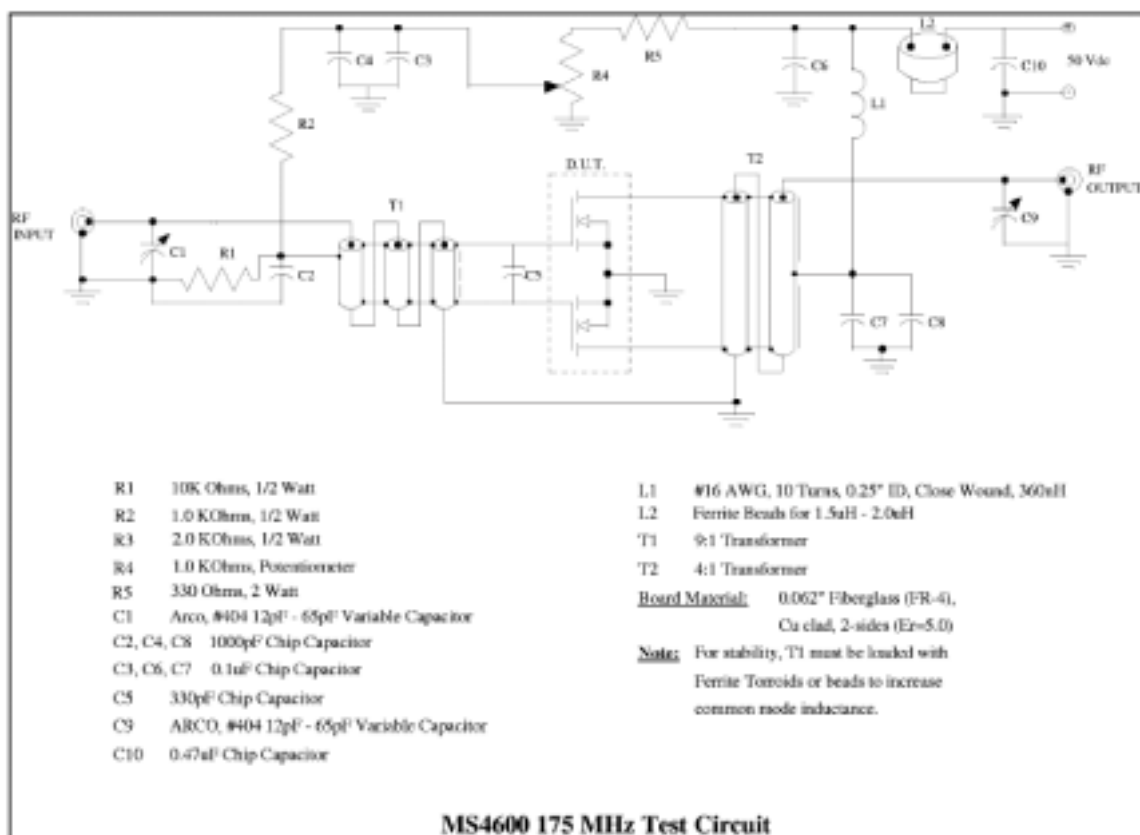 L2
C4
C3
R5
R4
C6
C10
50 Vdc
L1
R2
D.U.T.
T2
RF
INPUT
T1
RF
OUTPUT
C1
R1
C2
C5
C9
C7
C8
R1 10K Ohms, 1/2 Watt
R2 1.0 KOhms, 1/2 Watt
R3 2.0 KOhms, 1/2 Watt
R4 1.0 KOhms, Potentiometer
R5 330 Ohms, 2 Watt
C1 Arco, #404 12pF - 65pF Variable Capacitor
C2, C4, C8 1000pF Chip Capacitor
C3, C6, C7 0.1uF Chip Capacitor
C5 330pF Chip Capacitor
C9 ARCO, #404 12pF - 65pF Variable Capacitor
C10 0.47uF Chip Capacitor
L1 #16 AWG, 10 Turns, 0.25" ID, Close Wound, 360nH
L2 Ferrite Beads for 1.5uH - 2.0uH
T1 9:1 Transformer
T2 4:1 Transformer
Board Material: 0.062" Fiberglass (FR-4),
Cu clad, 2-sides (Er=5.0)
Note: For stability, T1 must be loaded with
Ferrite Torroids or beads to increase
common mode inductance.
MS4600 175 MHz Test Circuit